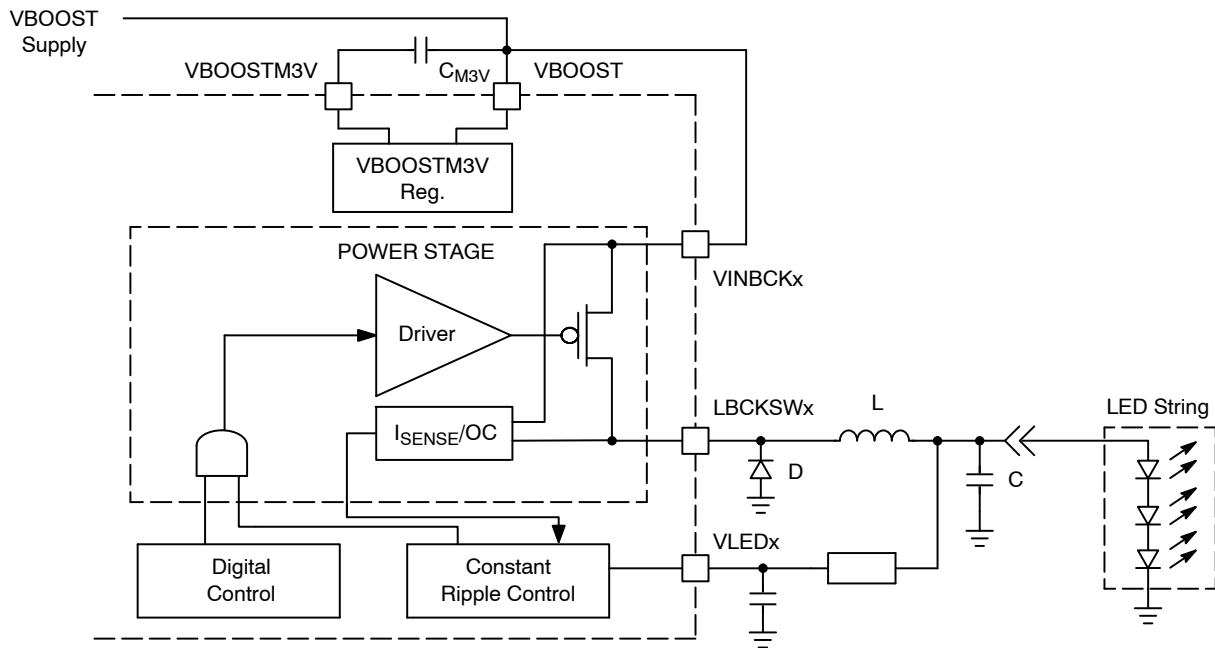 VBOOST
Supply
VBOOSTM3V
CM3V
VBOOST
VBOOSTM3V
Reg.
POWER STAGE
VINBCKx
Driver
LBCKSWx
L
LED String
ISENSE/OC
D
C
VLEDx
Digital
Control
Constant
Ripple Control